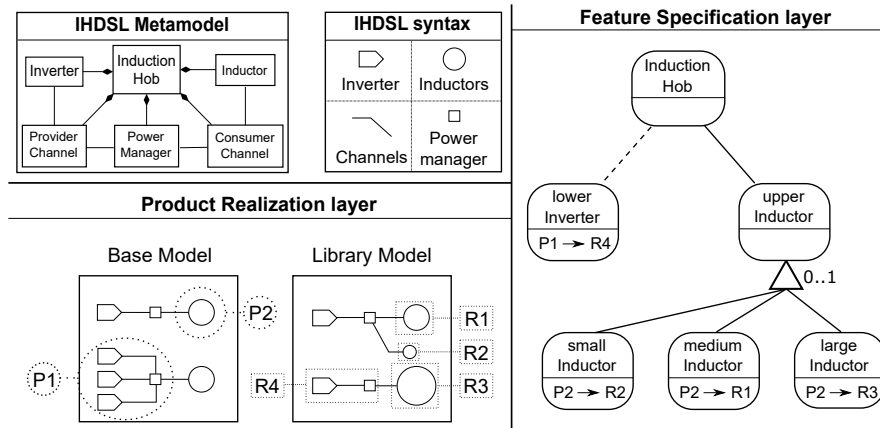 IHDSL Metamodel
Inverter
Induction
Hob
Inductor
Provider
Channel
Power
Manager
Consumer
Channel
IHDSL syntax
Inverter
Inductors
Channels
Power
manager
Product Realization layer
Base Model
P2
P1
Library Model
R1
R2
R4
R3
Feature Specification layer
Induction
Hob
lower
Inverter
P1 → R4
upper
Inductor
0..1
small
Inductor
P2 → R2
medium
Inductor
P2 → R1
large
Inductor
P2 → R3